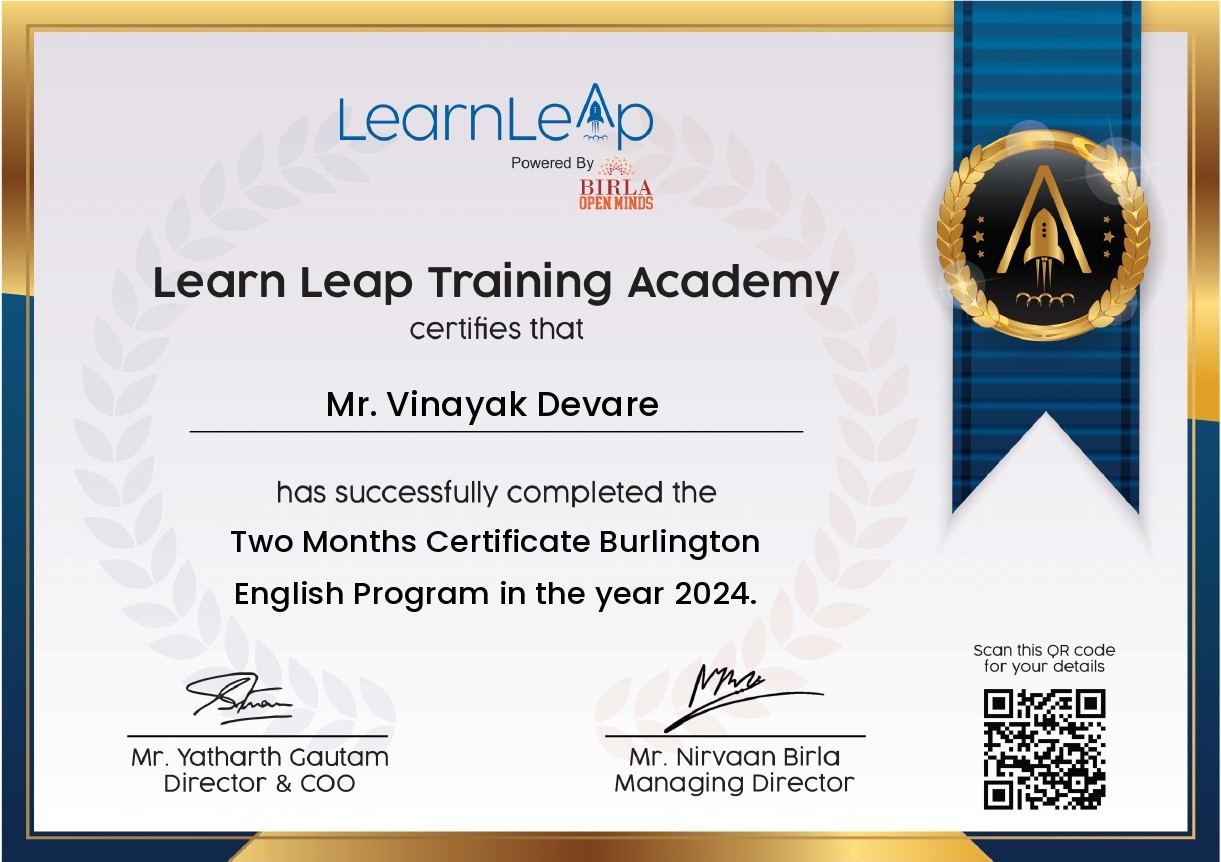 LearnLeap
Powered By
BIRLA
OPEN MINDS
Learn Leap Training Academy
certifies that
Mr. Vinayak Devare
has successfully completed the
Two Months Certificate Burlington
English Program in the year 2024.
Scan this QR code
for your details
Mr. Yatharth Gautam
Director & COO
Mr. Nirvaan Birla
Managing Director